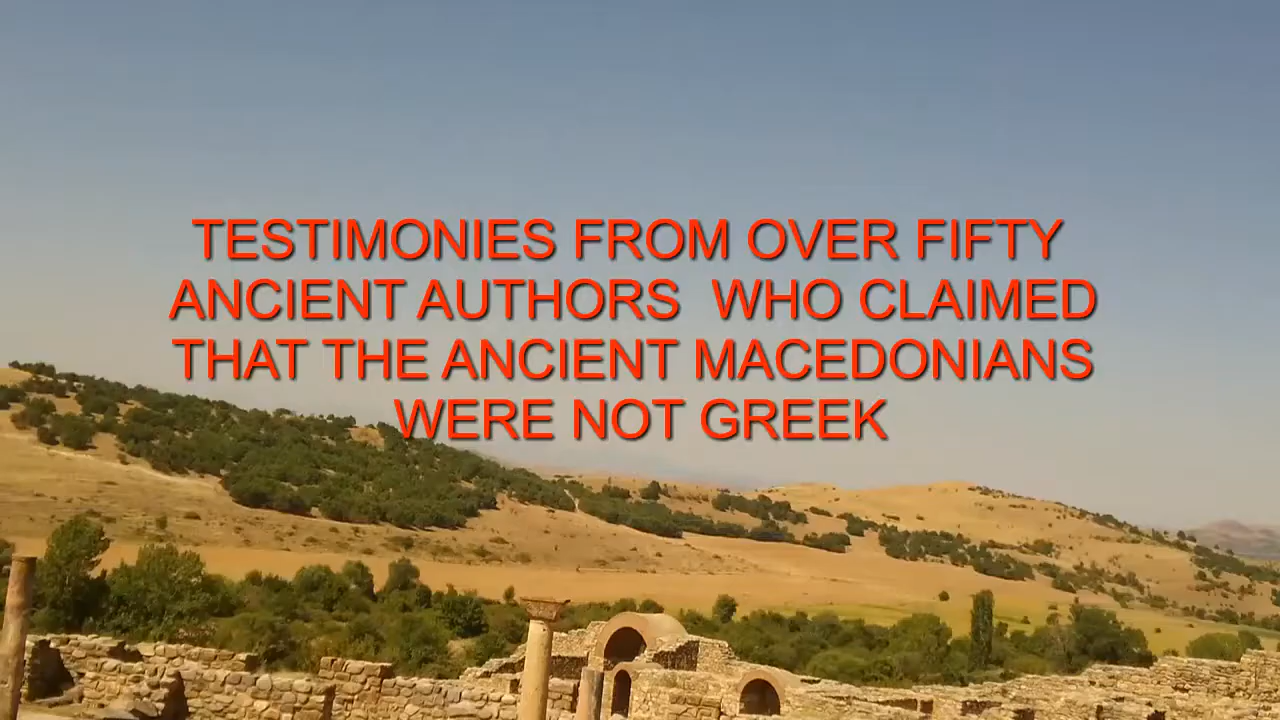 TESTIMONIES FROM OVER FIFTY
ANCIENT AUTHORS  WHO CLAIMED
THAT THE ANCIENT MACEDONIANS
WERE NOT GREEK